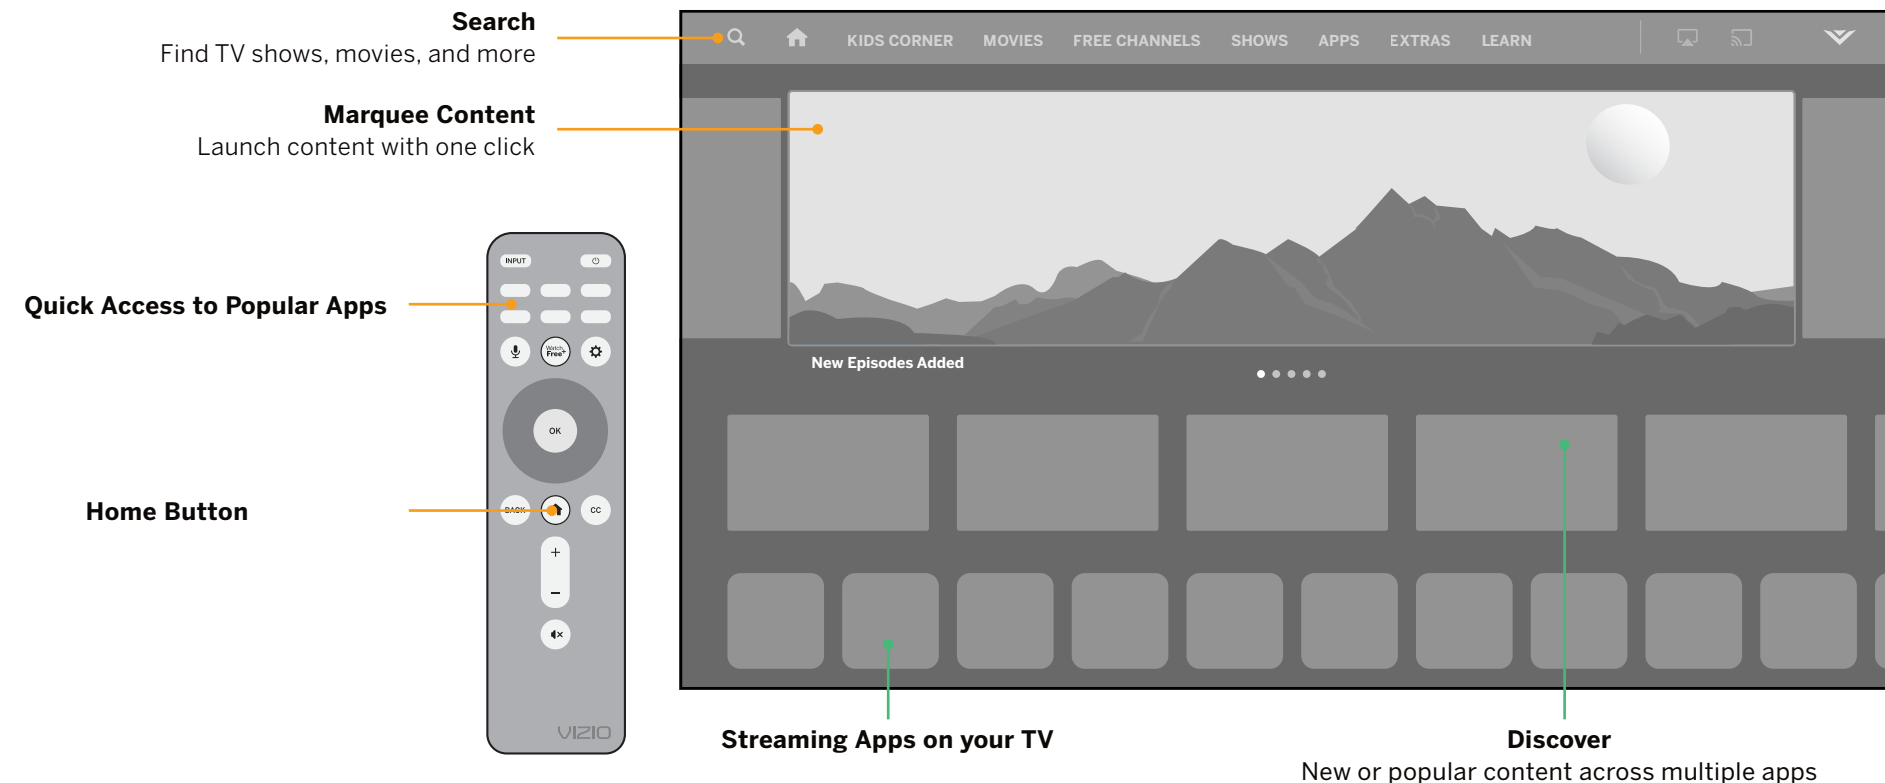 Search
Find TV shows, movies, and more
KIDS CORNER MOVIES FREE CHANNELS SHOWS APPS EXTRAS LEARN
Marquee Content
Launch content with one click
INPUT
Quick Access to Popular Apps
Watch
Free+
New Episodes Added
OK
Home Button
BACK
CC
VIZIO
Streaming Apps on your TV
Discover
New or popular content across multiple apps